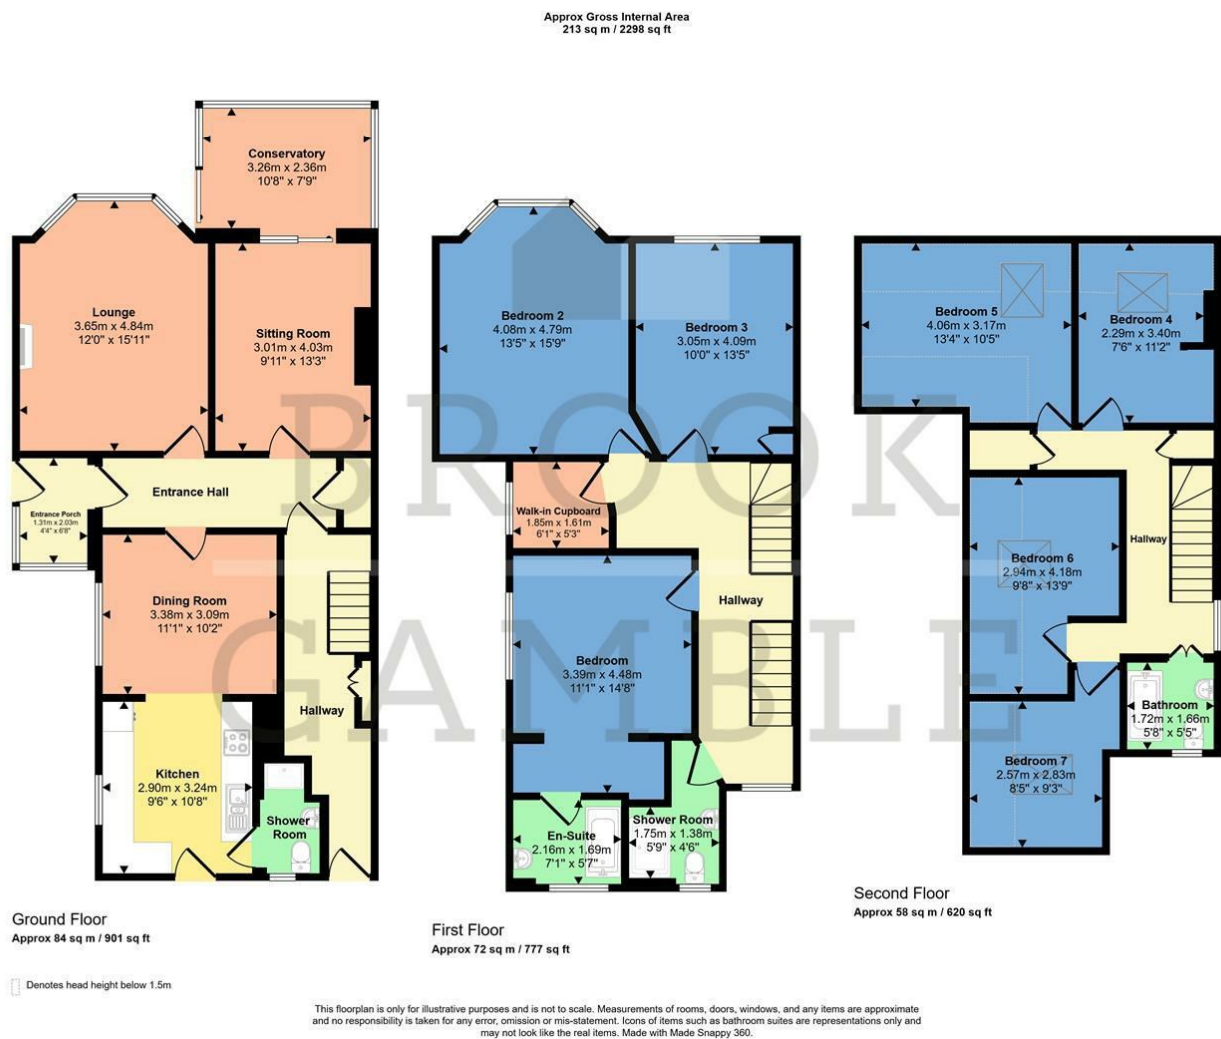 Approx Gross Internal Area
213 sq m / 2298 sq ft
Conservatory
3.26m x 2.36m
10'8" x 7'9"
Lounge
3.65m x 4.84m
12'0" x 15'11"
Sitting Room
3.01m x 4.03m
9'11" x 13'3"
Entrance Hall
Entrance Porch
1.31m x 2.03m
4'4" x 6'8"
Dining Room
3.38m x 3.09m
11'1" x 10'2"
Hallway
Kitchen
2.90m x 3.24m
9'6" x 10'8"
Shower
Room
Ground Floor
Approx 84 sq m / 901 sq ft
Denotes head height below 1.5m
Bedroom 2
4.08m x 4.79m
13'5" x 15'9"
Bedroom 3
3.05m x 4.09m
10'0" x 13'5"
Walk-in Cupboard
1.85m x 1.61m
6'1" x 5'3"
Hallway
Bedroom
3.39m x 4.48m
11'1" x 14'8"
En-Suite
2.16m x 1.69m
7'1" x 5'7"
Shower Room
1.75m x 1.38m
5'9" x 4'6"
First Floor
Approx 72 sq m / 777 sq ft
Bedroom 5
4.06m x 3.17m
13'4" x 10'5"
Bedroom 4
2.29m x 3.40m
7'6" x 11'2"
Bedroom 6
2.94m x 4.18m
9'8" x 13'9"
Hallway
Bathroom
1.72m x 1.66m
5'8" x 5'5"
Bedroom 7
2.57m x 2.83m
8'5" x 9'3"
Second Floor
Approx 58 sq m / 620 sq ft
BROOK
GAMBLE
This floorplan is only for illustrative purposes and is not to scale. Measurements of rooms, doors, windows, and any items are approximate
and no responsibility is taken for any error, omission or mis-statement. Icons of items such as bathroom suites are representations only and
may not look like the real items. Made with Made Snappy 360.